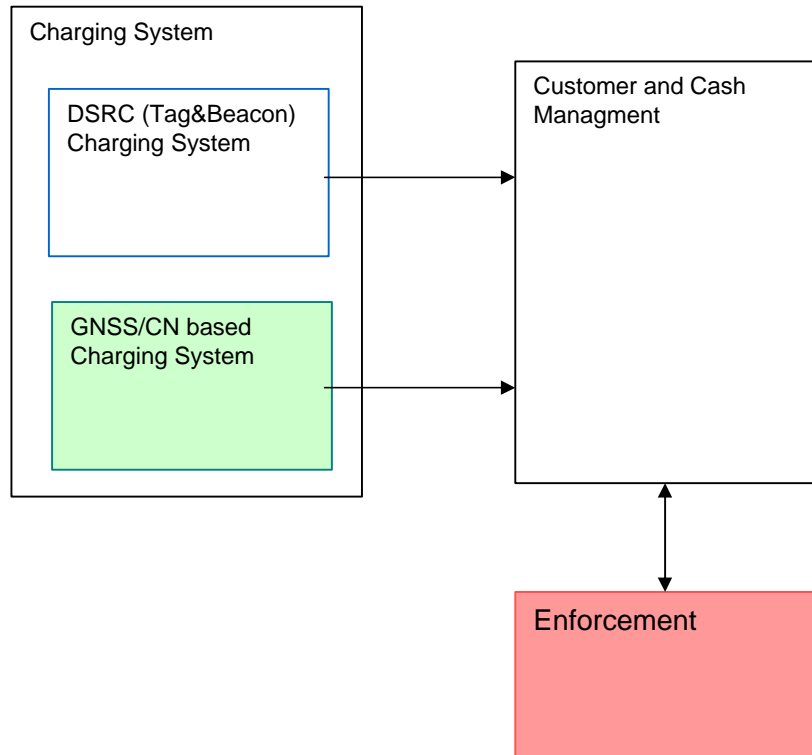 Charging System
DSRC (Tag&Beacon)
Charging System
GNSS/CN based
Charging System
Customer and Cash
Managment
Enforcement